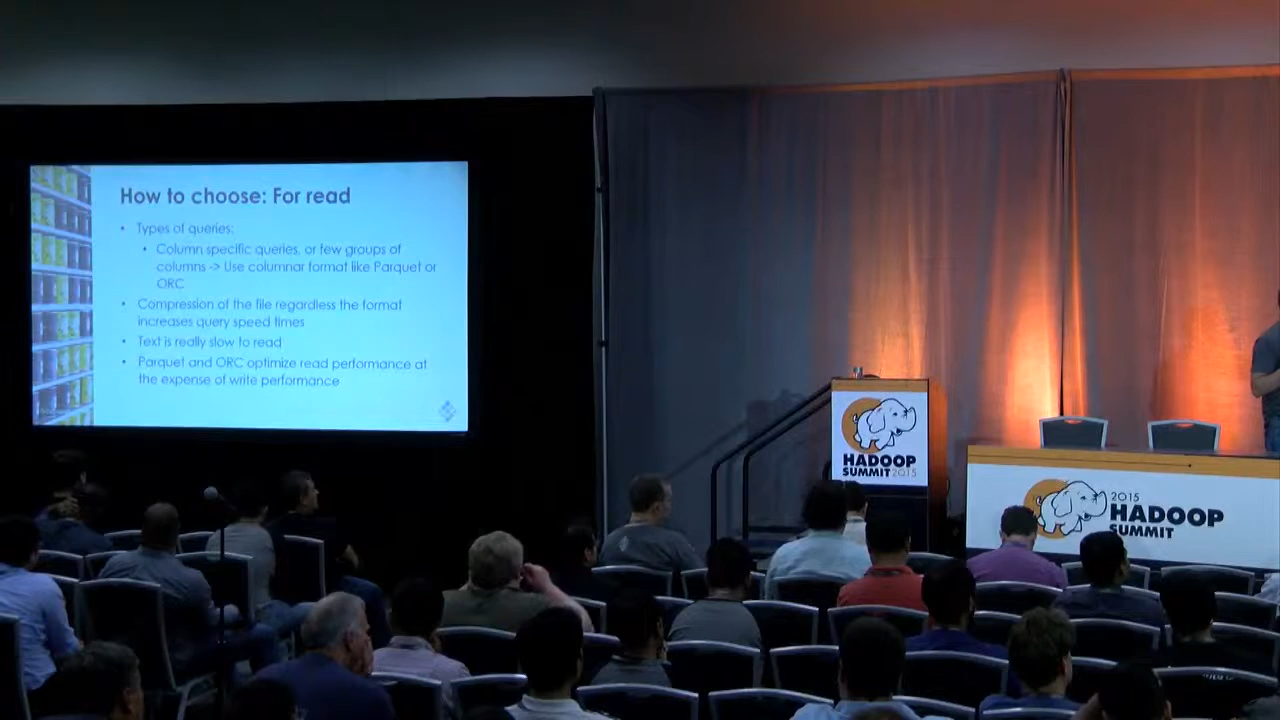 How to choose: For read
• Types of queries:
• Column specific queries, or few groups of
columns -> Use columnar format like Parquet or
ORC
• Compression of the file regardless the format
increases query speed times
• Text is really slow to read
• Parquet and ORC optimize read performance at
the expense of write performance
HADOOP
SUMMIT 2015
2015
HADOOP
SUMMIT